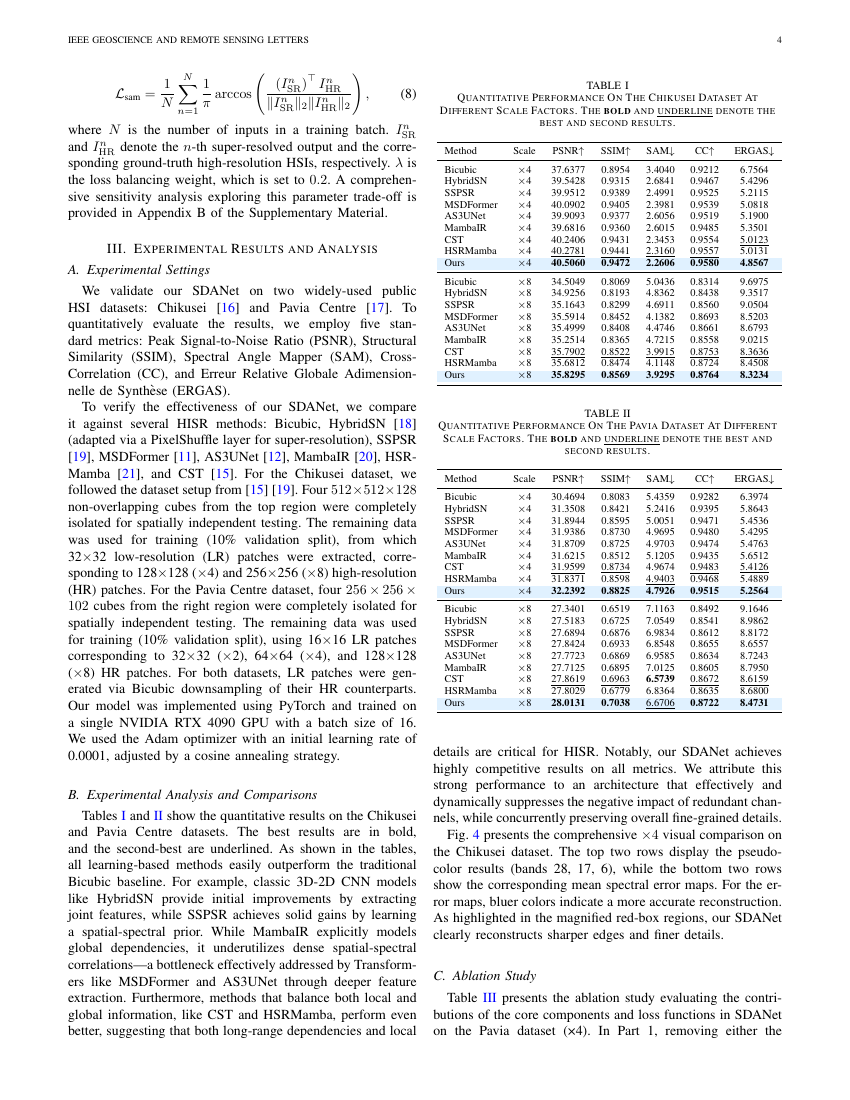 IEEE GEOSCIENCE AND REMOTE SENSING LETTERS 4
\mathcal{L}_{\text{sam}} = \frac{1}{N} \sum_{n=1}^{N} \frac{1}{\pi} \arccos \left( \frac{(I_{\text{SR}}^n)^\top I_{\text{HR}}^n}{\|I_{\text{SR}}^n\|_2 \|I_{\text{HR}}^n\|_2} \right), (8)
where N is the number of inputs in a training batch. I^n_SR
and I^n_HR denote the n-th super-resolved output and the corre-
sponding ground-truth high-resolution HSIs, respectively. λ is
the loss balancing weight, which is set to 0.2. A comprehen-
sive sensitivity analysis exploring this parameter trade-off is
provided in Appendix B of the Supplementary Material.
III. EXPERIMENTAL RESULTS AND ANALYSIS
A. Experimental Settings
We validate our SDANet on two widely-used public
HSI datasets: Chikusei [16] and Pavia Centre [17]. To
quantitatively evaluate the results, we employ five stan-
dard metrics: Peak Signal-to-Noise Ratio (PSNR), Structural
Similarity (SSIM), Spectral Angle Mapper (SAM), Cross-
Correlation (CC), and Erreur Relative Globale Adimension-
nelle de Synthèse (ERGAS).
To verify the effectiveness of our SDANet, we compare
it against several HISR methods: Bicubic, HybridSN [18]
(adapted via a PixelShuffle layer for super-resolution), SSPSR
[19], MSDFormer [11], AS3UNet [12], MambaIR [20], HSR-
Mamba [21], and CST [15]. For the Chikusei dataset, we
followed the dataset setup from [15] [19]. Four 512×512×128
non-overlapping cubes from the top region were completely
isolated for spatially independent testing. The remaining data
was used for training (10% validation split), from which
32×32 low-resolution (LR) patches were extracted, corre-
sponding to 128×128 (×4) and 256×256 (×8) high-resolution
(HR) patches. For the Pavia Centre dataset, four 256 × 256 ×
102 cubes from the right region were completely isolated for
spatially independent testing. The remaining data was used
for training (10% validation split), using 16×16 LR patches
corresponding to 32×32 (×2), 64×64 (×4), and 128×128
(×8) HR patches. For both datasets, LR patches were gen-
erated via Bicubic downsampling of their HR counterparts.
Our model was implemented using PyTorch and trained on
a single NVIDIA RTX 4090 GPU with a batch size of 16.
We used the Adam optimizer with an initial learning rate of
0.0001, adjusted by a cosine annealing strategy.
B. Experimental Analysis and Comparisons
Tables I and II show the quantitative results on the Chikusei
and Pavia Centre datasets. The best results are in bold,
and the second-best are underlined. As shown in the tables,
all learning-based methods easily outperform the traditional
Bicubic baseline. For example, classic 3D-2D CNN models
like HybridSN provide initial improvements by extracting
joint features, while SSPSR achieves solid gains by learning
a spatial-spectral prior. While MambaIR explicitly models
global dependencies, it underutilizes dense spatial-spectral
correlations—a bottleneck effectively addressed by Transform-
ers like MSDFormer and AS3UNet through deeper feature
extraction. Furthermore, methods that balance both local and
global information, like CST and HSRMamba, perform even
better, suggesting that both long-range dependencies and local
TABLE I
QUANTITATIVE PERFORMANCE ON THE CHIKUSEI DATASET AT
DIFFERENT SCALE FACTORS. THE BOLD AND UNDERLINE DENOTE THE
BEST AND SECOND RESULTS.
Method Scale PSNR↑ SSIM↑ SAM↓ CC↑ ERGAS↓
Bicubic ×4 37.6377 0.8954 3.4040 0.9212 6.7564
HybridSN ×4 39.5428 0.9315 2.6841 0.9467 5.4296
SSPSR ×4 39.9512 0.9389 2.4991 0.9525 5.2115
MSDFormer ×4 40.0902 0.9405 2.3981 0.9539 5.0818
AS3UNet ×4 39.9093 0.9377 2.6056 0.9519 5.1900
MambaIR ×4 39.6816 0.9360 2.6015 0.9485 5.3501
CST ×4 40.2406 0.9431 2.3453 0.9554 5.0123
HSRMamba ×4 40.2781 0.9441 2.3160 0.9557 5.0131
Ours ×4 40.5060 0.9472 2.2606 0.9580 4.8567
Bicubic ×8 34.5049 0.8069 5.0436 0.8314 9.6975
HybridSN ×8 34.9256 0.8193 4.8362 0.8438 9.3517
SSPSR ×8 35.1643 0.8299 4.6911 0.8560 9.0504
MSDFormer ×8 35.5914 0.8452 4.1382 0.8693 8.5203
AS3UNet ×8 35.4999 0.8408 4.4746 0.8661 8.6793
MambaIR ×8 35.2514 0.8365 4.7215 0.8558 9.0215
CST ×8 35.7902 0.8522 3.9915 0.8753 8.3636
HSRMamba ×8 35.6812 0.8474 4.1148 0.8724 8.4508
Ours ×8 35.8295 0.8569 3.9295 0.8764 8.3234
TABLE II
QUANTITATIVE PERFORMANCE ON THE PAVIA DATASET AT DIFFERENT
SCALE FACTORS. THE BOLD AND UNDERLINE DENOTE THE BEST AND
SECOND RESULTS.
Method Scale PSNR↑ SSIM↑ SAM↓ CC↑ ERGAS↓
Bicubic ×4 30.4694 0.8083 5.4359 0.9282 6.3974
HybridSN ×4 31.3508 0.8421 5.2416 0.9395 5.8643
SSPSR ×4 31.8944 0.8595 5.0051 0.9471 5.4536
MSDFormer ×4 31.9386 0.8730 4.9695 0.9480 5.4295
AS3UNet ×4 31.8709 0.8725 4.9703 0.9474 5.4763
MambaIR ×4 31.6215 0.8512 5.1205 0.9435 5.6512
CST ×4 31.9599 0.8734 4.9674 0.9483 5.4126
HSRMamba ×4 31.8371 0.8598 4.9403 0.9468 5.4889
Ours ×4 32.2392 0.8825 4.7926 0.9515 5.2564
Bicubic ×8 27.3401 0.6519 7.1163 0.8492 9.1646
HybridSN ×8 27.5183 0.6725 7.0549 0.8541 8.9862
SSPSR ×8 27.6894 0.6876 6.9834 0.8612 8.8172
MSDFormer ×8 27.8424 0.6933 6.8548 0.8655 8.6557
AS3UNet ×8 27.7723 0.6869 6.9585 0.8634 8.7243
MambaIR ×8 27.7125 0.6895 7.0125 0.8605 8.7950
CST ×8 27.8619 0.6963 6.5739 0.8672 8.6159
HSRMamba ×8 27.8029 0.6779 6.8364 0.8635 8.6800
Ours ×8 28.0131 0.7038 6.6706 0.8722 8.4731
details are critical for HISR. Notably, our SDANet achieves
highly competitive results on all metrics. We attribute this
strong performance to an architecture that effectively and
dynamically suppresses the negative impact of redundant chan-
nels, while concurrently preserving overall fine-grained details.
Fig. 4 presents the comprehensive ×4 visual comparison on
the Chikusei dataset. The top two rows display the pseudo-
color results (bands 28, 17, 6), while the bottom two rows
show the corresponding mean spectral error maps. For the er-
ror maps, bluer colors indicate a more accurate reconstruction.
As highlighted in the magnified red-box regions, our SDANet
clearly reconstructs sharper edges and finer details.
C. Ablation Study
Table III presents the ablation study evaluating the contri-
butions of the core components and loss functions in SDANet
on the Pavia dataset (×4). In Part 1, removing either the